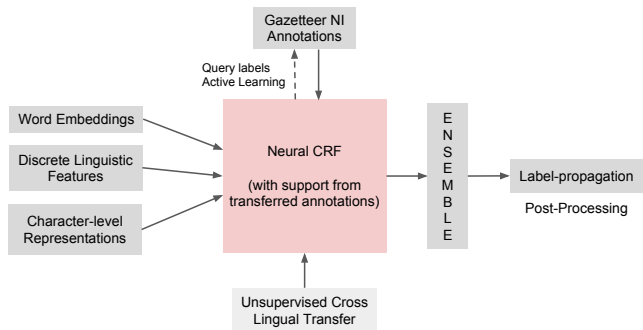 Gazetteer NI
Annotations
Query labels
Active Learning
Word Embeddings
Discrete Linguistic
Features
Character-level
Representations
Neural CRF
(with support from
transferred annotations)
ENSEMBLE
Label-propagation
Post-Processing
Unsupervised Cross
Lingual Transfer